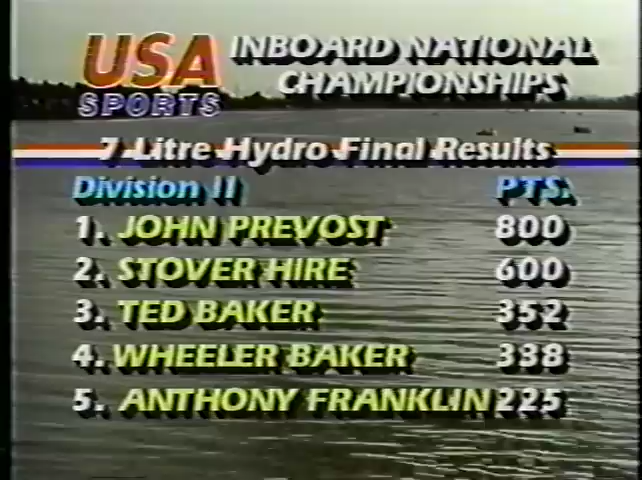 USA SPORTS
INBOARD NATIONAL
CHAMPIONSHIPS
7 Litre Hydro Final Results
Division II PTS.
1. JOHN PREVOST 800
2. STOVER HIRE 600
3. TED BAKER 352
4. WHEELER BAKER 338
5. ANTHONY FRANKLIN 225